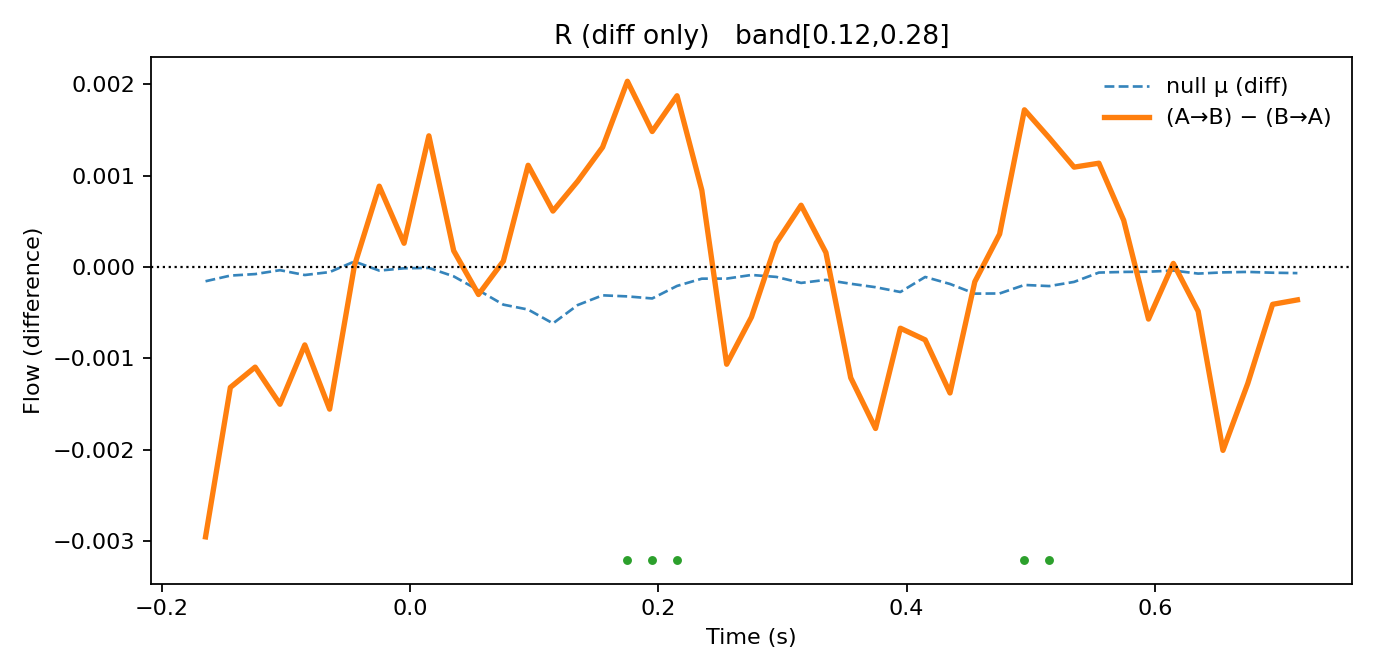 R (diff only)   band[0.12,0.28]
null μ (diff)
(A→B) − (B→A)
Flow (difference)
0.002
0.001
0.000
−0.001
−0.002
−0.003
−0.2
0.0
0.2
0.4
0.6
Time (s)